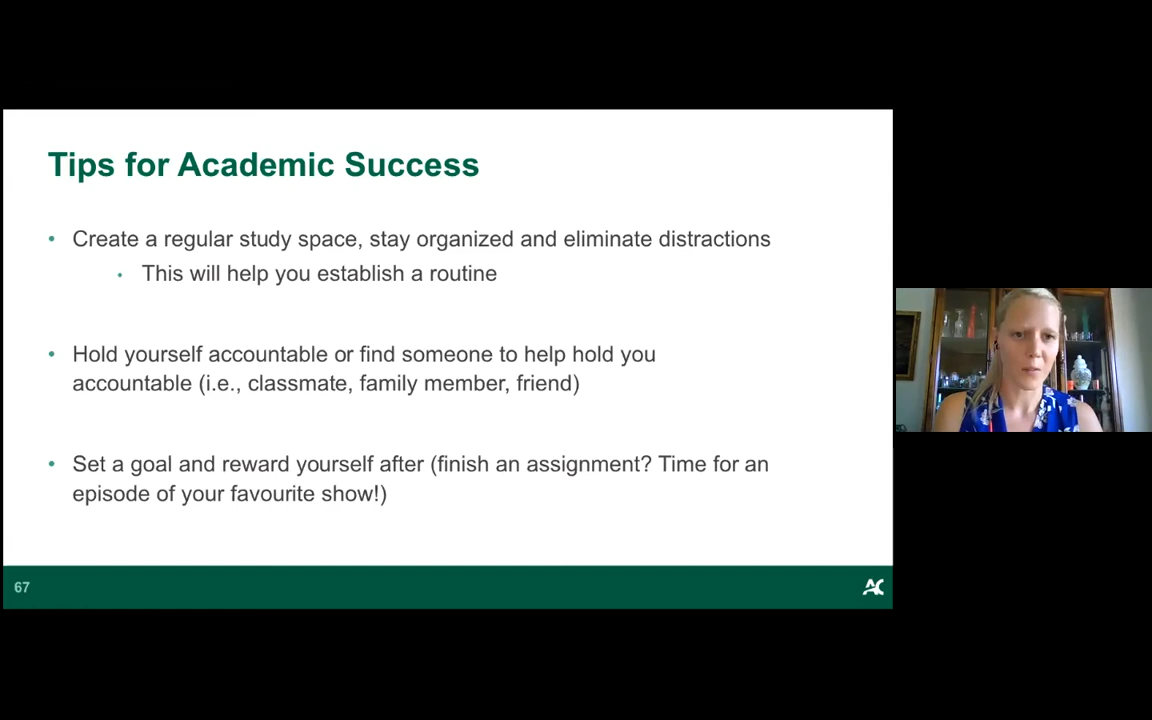 Tips for Academic Success
• Create a regular study space, stay organized and eliminate distractions
• This will help you establish a routine
• Hold yourself accountable or find someone to help hold you
accountable (i.e., classmate, family member, friend)
• Set a goal and reward yourself after (finish an assignment? Time for an
episode of your favourite show!)
67
AC